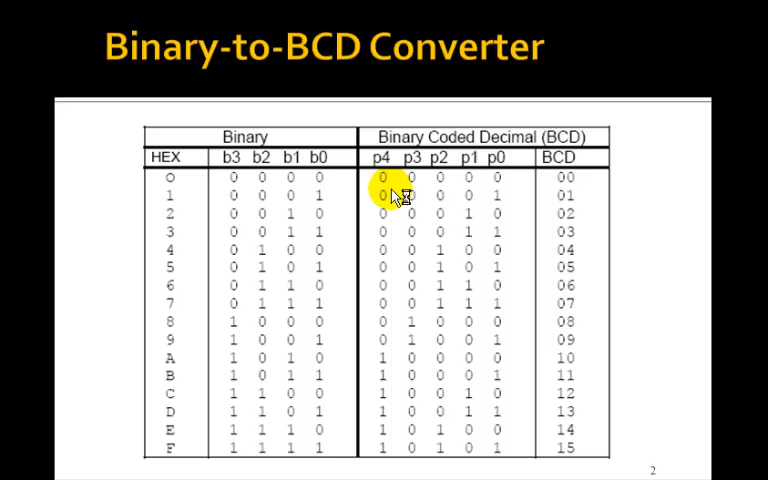 Binary-to-BCD Converter
Binary Binary Coded Decimal (BCD)
HEX b3 b2 b1 b0 p4 p3 p2 p1 p0 BCD
0 0 0 0 0 0 0 0 0 0 00
1 0 0 0 1 0 0 0 0 1 01
2 0 0 1 0 0 0 0 1 0 02
3 0 0 1 1 0 0 0 1 1 03
4 0 1 0 0 0 0 1 0 0 04
5 0 1 0 1 0 0 1 0 1 05
6 0 1 1 0 0 0 1 1 0 06
7 0 1 1 1 0 0 1 1 1 07
8 1 0 0 0 0 1 0 0 0 08
9 1 0 0 1 0 1 0 0 1 09
A 1 0 1 0 1 0 0 0 0 10
B 1 0 1 1 1 0 0 0 1 11
C 1 1 0 0 1 0 0 1 0 12
D 1 1 0 1 1 0 0 1 1 13
E 1 1 1 0 1 0 1 0 0 14
F 1 1 1 1 1 0 1 0 1 15
2